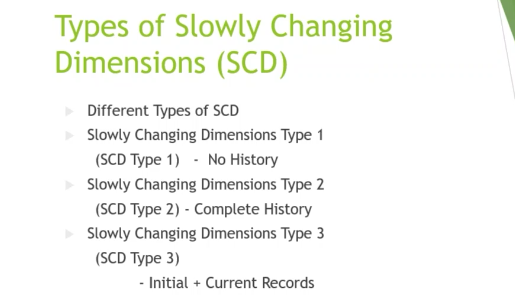 Types of Slowly Changing
Dimensions (SCD)
Different Types of SCD
Slowly Changing Dimensions Type 1
(SCD Type 1) - No History
Slowly Changing Dimensions Type 2
(SCD Type 2) - Complete History
Slowly Changing Dimensions Type 3
(SCD Type 3)
- Initial + Current Records